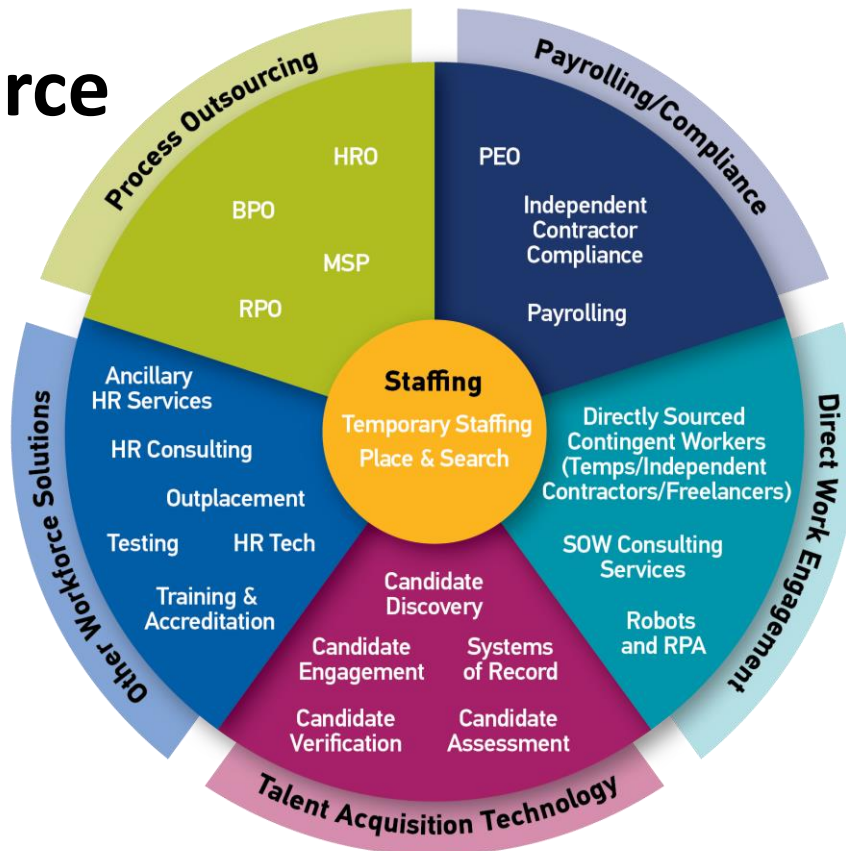 rce
Process Outsourcing
HRO
BPO
MSP
RPO
Payrolling/Compliance
PEO
Independent
Contractor
Compliance
Payrolling
Direct Work Engagement
Directly Sourced
Contingent Workers
(Temps/Independent
Contractors/Freelancers)
SOW Consulting
Services
Robots
and RPA
Talent Acquisition Technology
Candidate
Discovery
Candidate
Engagement
Systems
of Record
Candidate
Verification
Candidate
Assessment
Other Workforce Solutions
Ancillary
HR Services
HR Consulting
Outplacement
Testing
HR Tech
Training &
Accreditation
Staffing
Temporary Staffing
Place & Search